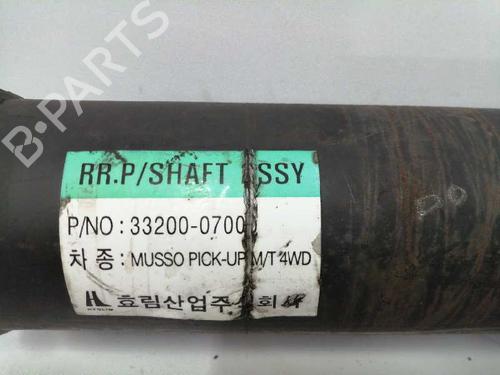 RR.P/SHAFT ASSY
P/NO : 33200-0700
차 종 : MUSSO PICK-UP M/T 4WD
효림산업주식회사
B-PARTS